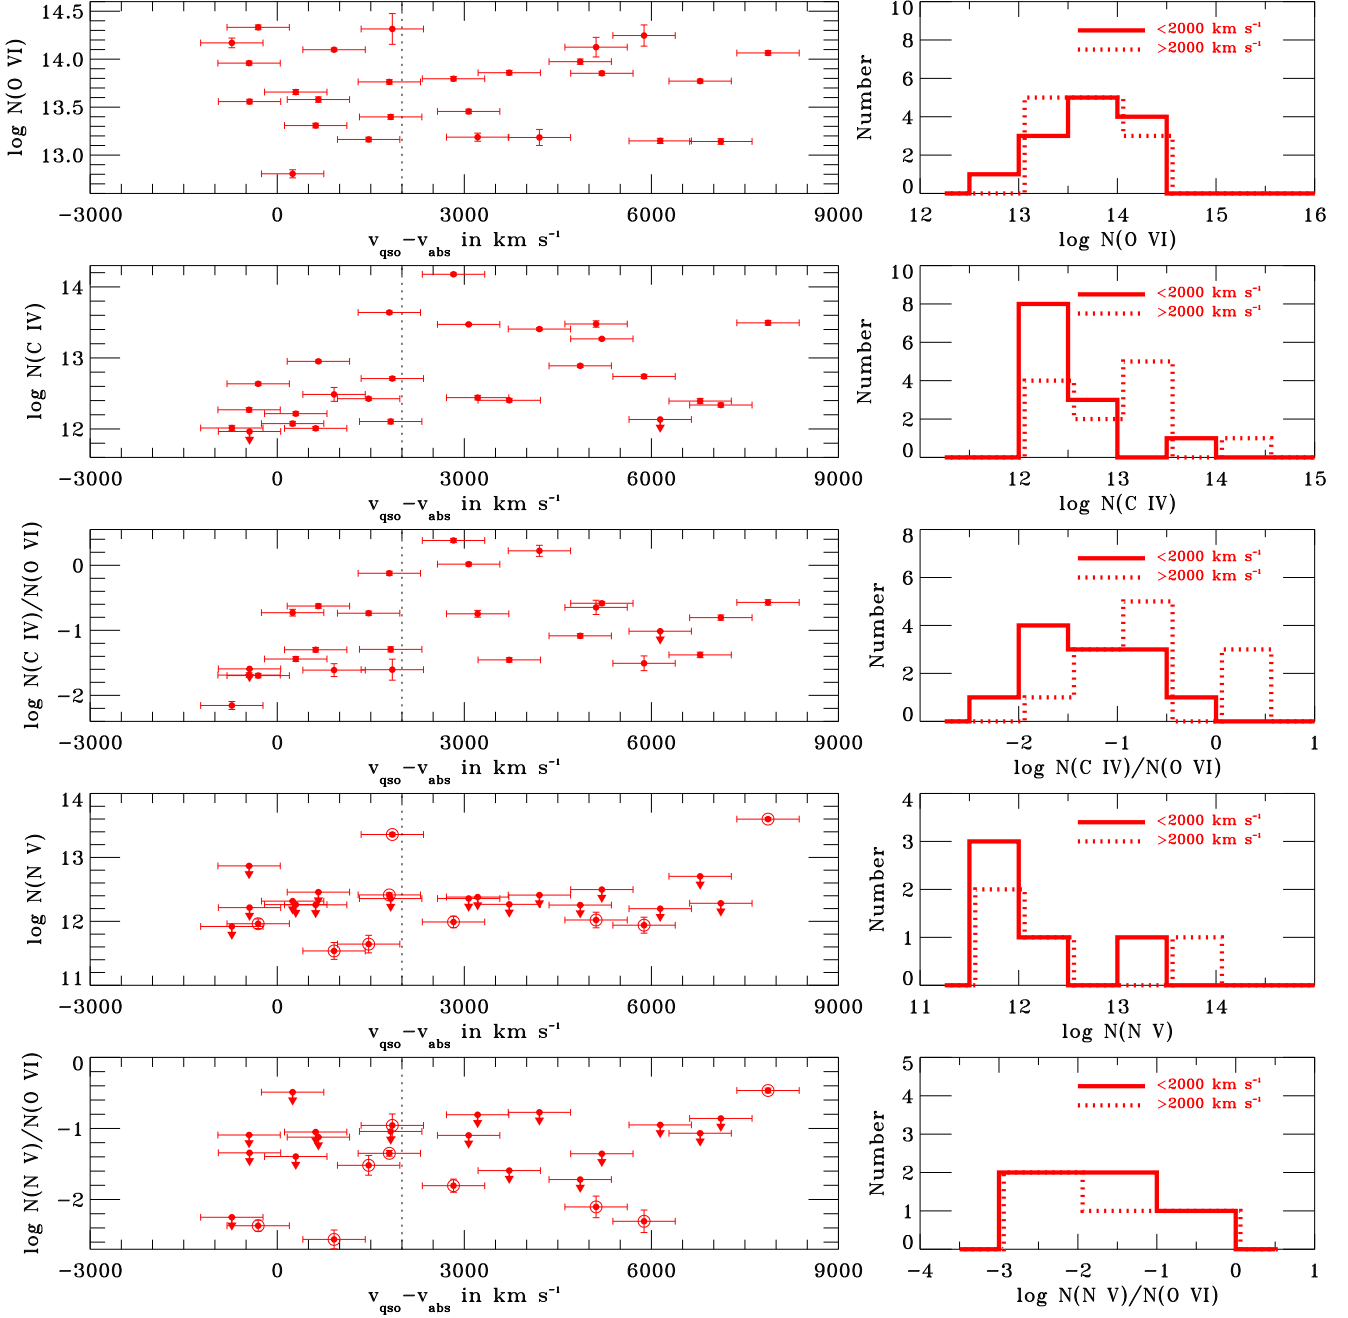 log N(O VI)
14.5
14.0
13.5
13.0
−3000 0 3000 6000 9000
v_qso−v_abs in km s⁻¹
Number
10
8
6
4
2
0
<2000 km s⁻¹
>2000 km s⁻¹
12 13 14 15 16
log N(O VI)
log N(C IV)
14
13
12
−3000 0 3000 6000 9000
v_qso−v_abs in km s⁻¹
Number
10
8
6
4
2
0
<2000 km s⁻¹
>2000 km s⁻¹
12 13 14 15
log N(C IV)
log N(C IV)/N(O VI)
0
−1
−2
−3000 0 3000 6000 9000
v_qso−v_abs in km s⁻¹
Number
8
6
4
2
0
<2000 km s⁻¹
>2000 km s⁻¹
−2 −1 0 1
log N(C IV)/N(O VI)
log N(N V)
14
13
12
11
−3000 0 3000 6000 9000
v_qso−v_abs in km s⁻¹
Number
4
3
2
1
0
<2000 km s⁻¹
>2000 km s⁻¹
11 12 13 14
log N(N V)
log N(N V)/N(O VI)
0
−1
−2
−3000 0 3000 6000 9000
v_qso−v_abs in km s⁻¹
Number
5
4
3
2
1
0
<2000 km s⁻¹
>2000 km s⁻¹
−4 −3 −2 −1 0 1
log N(N V)/N(O VI)